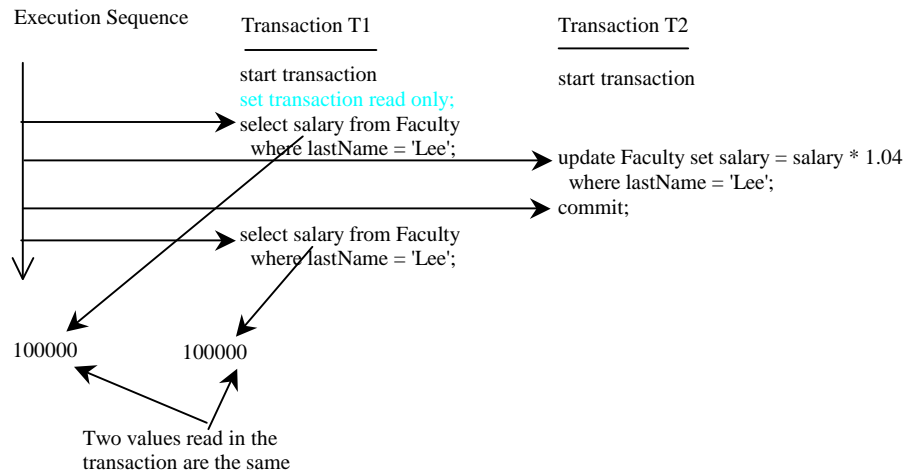 Execution Sequence
Transaction T1
start transaction
set transaction read only;
select salary from Faculty
where lastName = 'Lee';
select salary from Faculty
where lastName = 'Lee';
Transaction T2
start transaction
update Faculty set salary = salary * 1.04
where lastName = 'Lee';
commit;
100000
100000
Two values read in the
transaction are the same